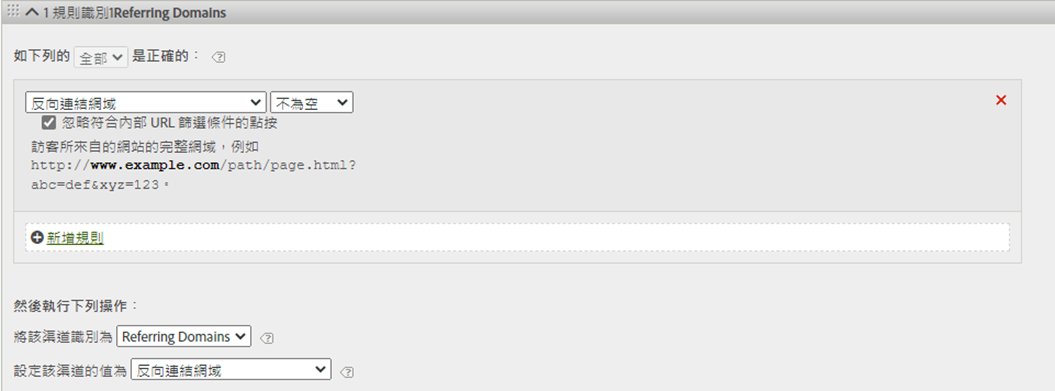 1 規則識別1Referring Domains
如下列的 全部 是正確的：
反向連結網域 不為空
忽略符合內部 URL 篩選條件的點按
訪客所來自的網站的完整網域，例如
http://www.example.com/path/page.html?
abc=def&xyz=123。
新增規則
然後執行下列操作：
將該渠道識別為 Referring Domains
設定該渠道的值為 反向連結網域